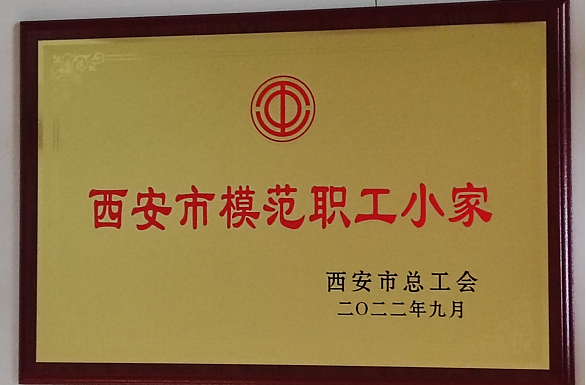 西安市模范职工小家
西安市总工会
二〇二二年九月